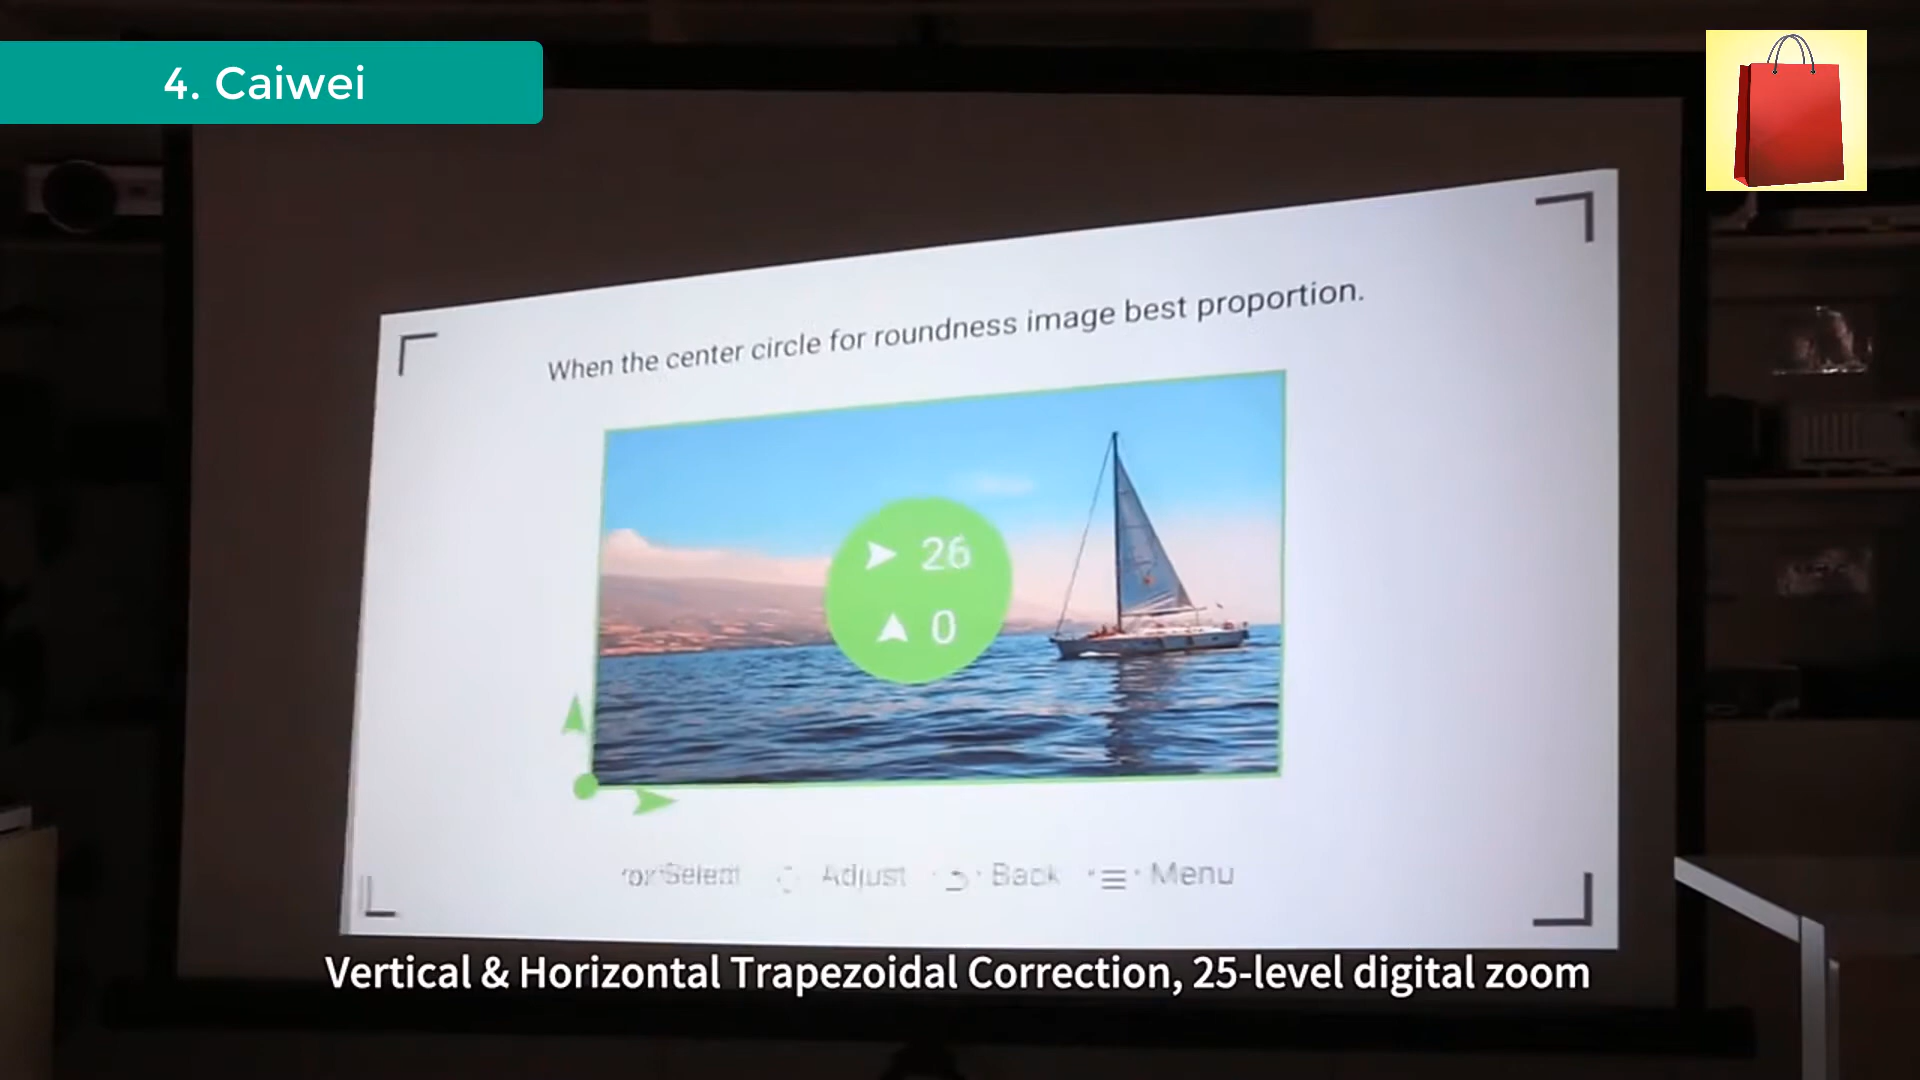 4. Caiwei
When the center circle for roundness image best proportion.
26
0
Adjust Back Menu
Vertical & Horizontal Trapezoidal Correction, 25-level digital zoom